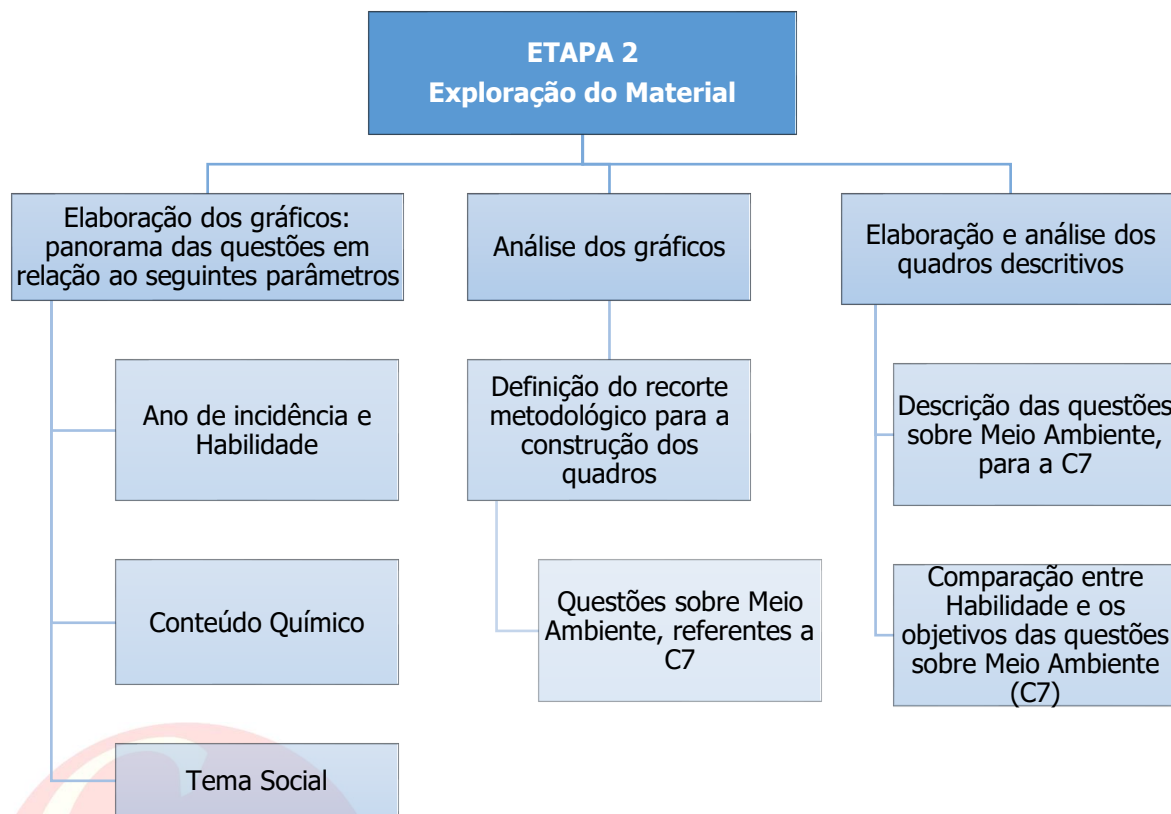 ETAPA 2
Exploração do Material
Elaboração dos gráficos:
panorama das questões em
relação ao seguintes parâmetros
Ano de incidência e
Habilidade
Conteúdo Químico
Tema Social
Análise dos gráficos
Definição do recorte
metodológico para a
construção dos
quadros
Questões sobre Meio
Ambiente, referentes a
C7
Elaboração e análise dos
quadros descritivos
Descrição das questões
sobre Meio Ambiente,
para a C7
Comparação entre
Habilidade e os
objetivos das questões
sobre Meio Ambiente
(C7)